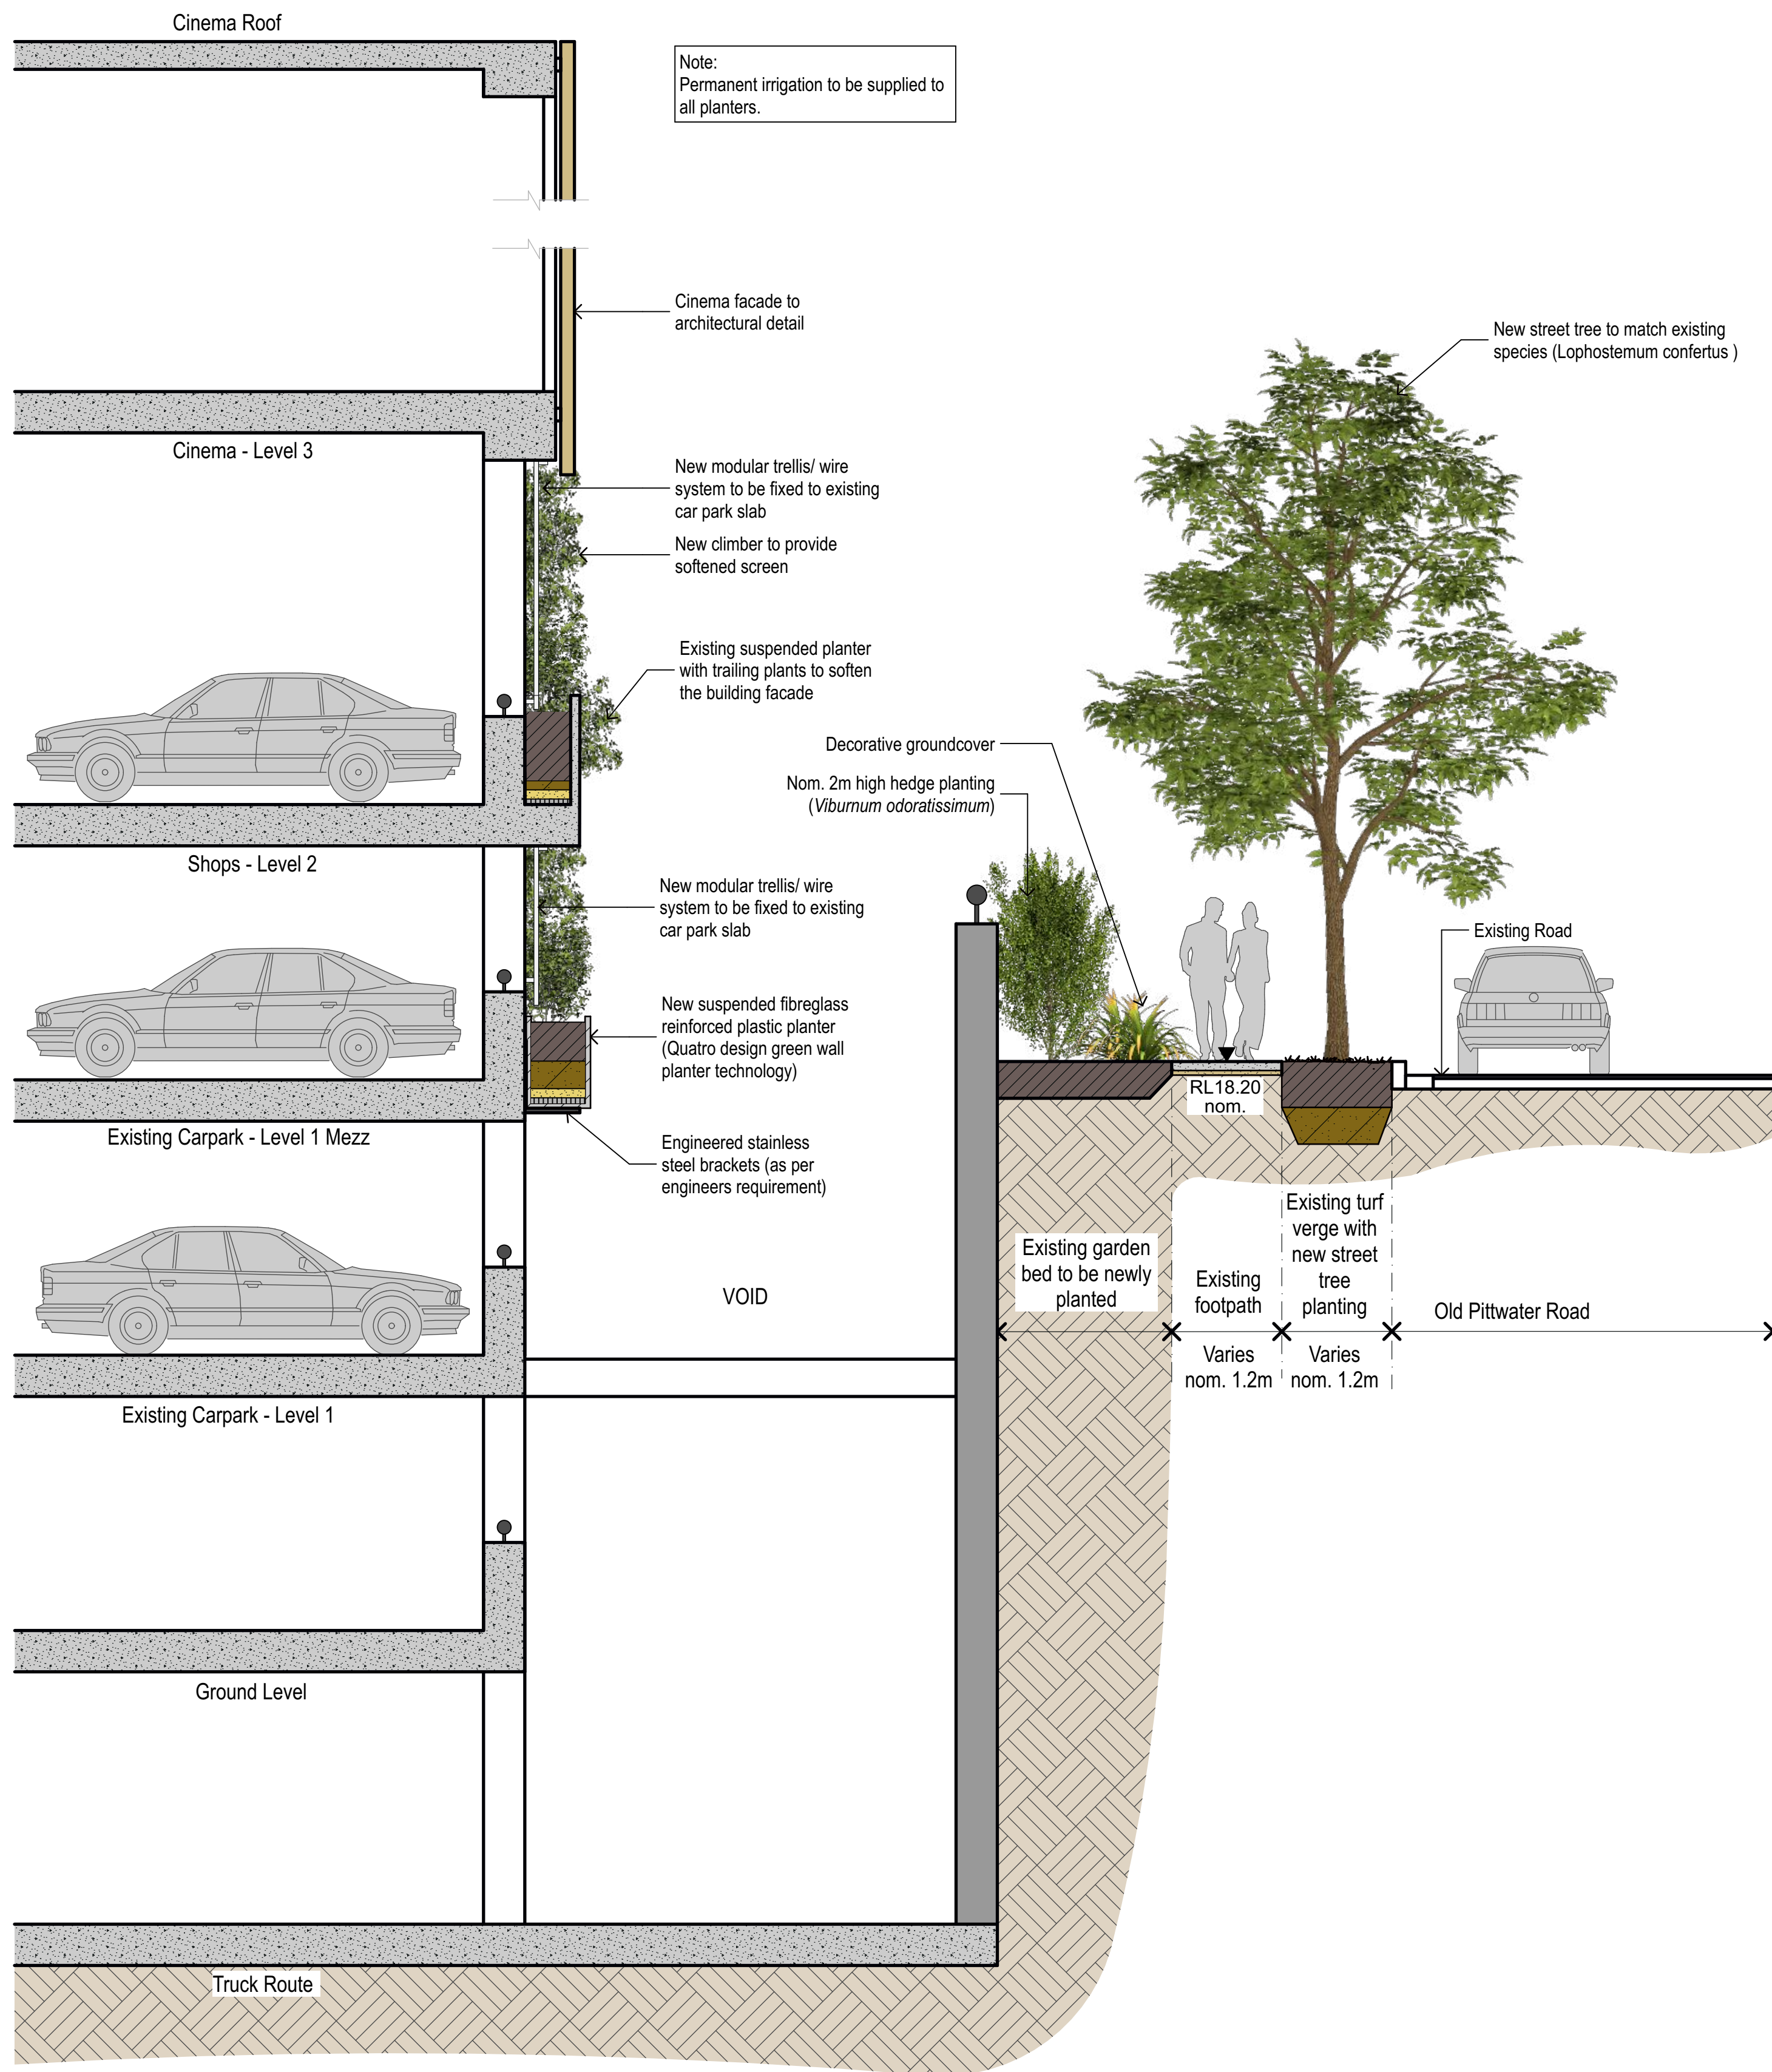 Cinema Roof
Note:
Permanent irrigation to be supplied to
all planters.
Cinema facade to
architectural detail
New street tree to match existing
species (Lophostemum confertus )
Cinema - Level 3
New modular trellis/ wire
system to be fixed to existing
car park slab
New climber to provide
softened screen
Existing suspended planter
with trailing plants to soften
the building facade
Decorative groundcover
Nom. 2m high hedge planting
(Viburnum odoratissimum)
Shops - Level 2
New modular trellis/ wire
system to be fixed to existing
car park slab
Existing Road
New suspended fibreglass
reinforced plastic planter
(Quatro design green wall
planter technology)
RL18.20
nom.
Existing Carpark - Level 1 Mezz
Engineered stainless
steel brackets (as per
engineers requirement)
Existing garden
bed to be newly
planted
Existing
footpath
Existing turf
verge with
new street
tree
planting
VOID
Old Pittwater Road
Varies
nom. 1.2m
Varies
nom. 1.2m
Existing Carpark - Level 1
Ground Level
Truck Route